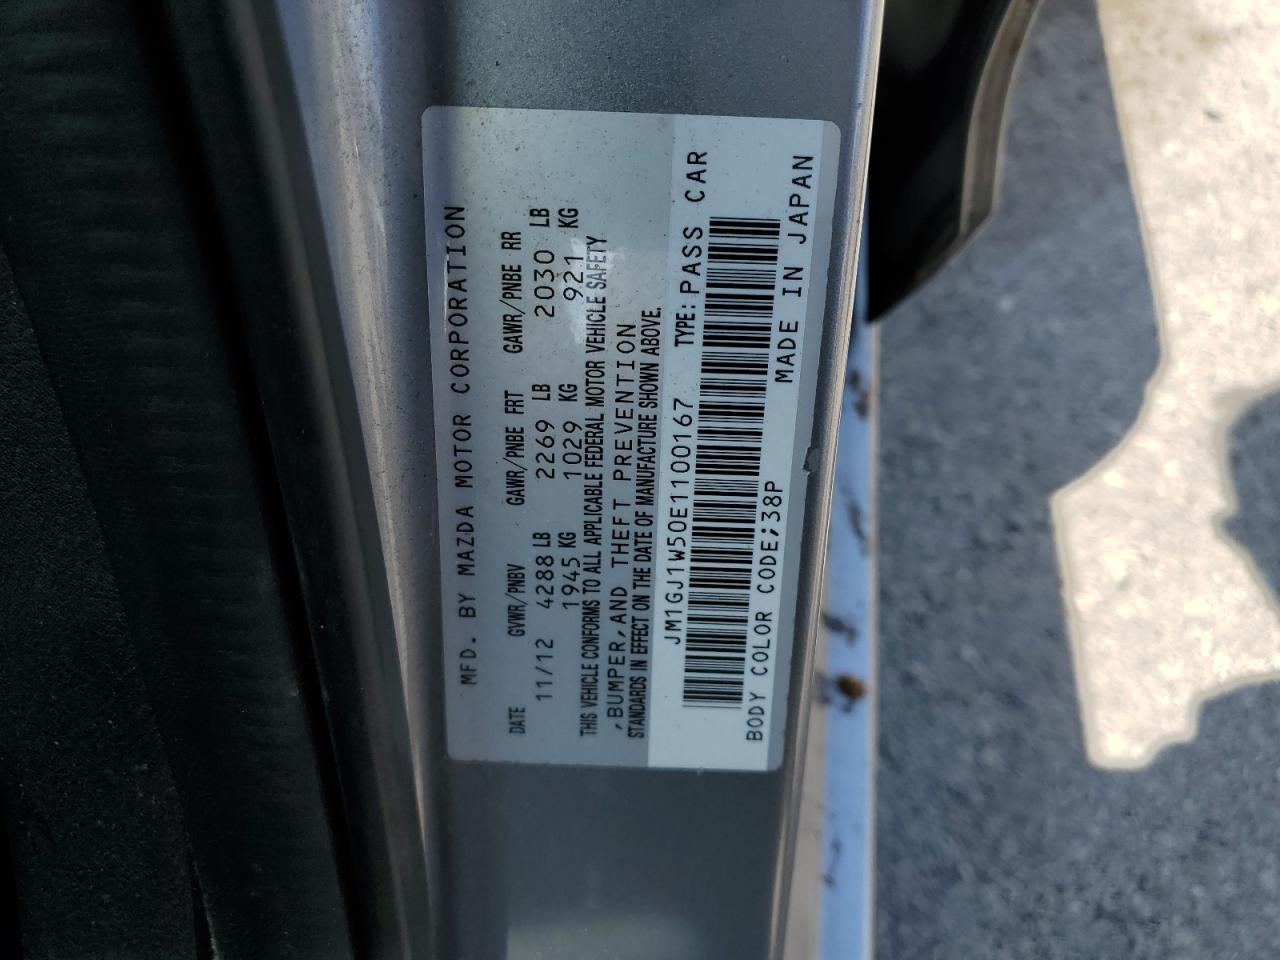 MFD. BY MAZDA MOTOR CORPORATION
DATE GVWR/PNBV GAWR/PNBE FRT GAWR/PNBE RR
11/12 4288 LB 2269 LB 2030 LB
1945 KG 1029 KG 921 KG
THIS VEHICLE CONFORMS TO ALL APPLICABLE FEDERAL MOTOR VEHICLE SAFETY
,BUMPER,AND THEFT PREVENTION
STANDARDS IN EFFECT ON THE DATE OF MANUFACTURE SHOWN ABOVE.
JM1GJ1W50E1100167 TYPE: PASS CAR
BODY COLOR CODE;38P MADE IN JAPAN